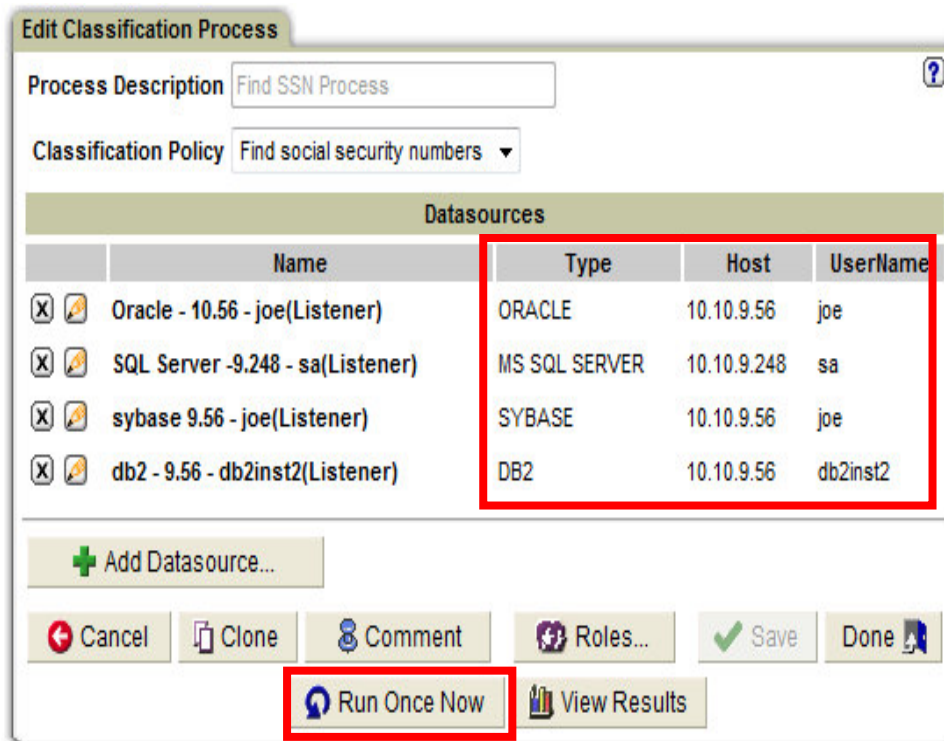 Edit Classification Process
Process Description Find SSN Process ?
Classification Policy Find social security numbers
Datasources
Name Type Host UserName
X Oracle - 10.56 - joe(Listener) ORACLE 10.10.9.56 joe
X SQL Server -9.248 - sa(Listener) MS SQL SERVER 10.10.9.248 sa
X sybase 9.56 - joe(Listener) SYBASE 10.10.9.56 joe
X db2 - 9.56 - db2inst2(Listener) DB2 10.10.9.56 db2inst2
Add Datasource...
Cancel Clone Comment Roles... Save Done
Run Once Now View Results